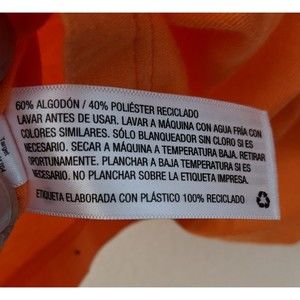 60% ALGODÓN / 40% POLIÉSTER RECICLADO
LAVAR ANTES DE USAR. LAVAR A MÁQUINA CON AGUA FRÍA CON
COLORES SIMILARES. SÓLO BLANQUEADOR SIN CLORO SI ES
NECESARIO. SECAR A MÁQUINA A TEMPERATURA BAJA. RETIRAR
OPORTUNAMENTE. PLANCHAR A BAJA TEMPERATURA SI ES
NECESARIO. NO PLANCHAR SOBRE LA ETIQUETA IMPRESA.
ETIQUETA ELABORADA CON PLÁSTICO 100% RECICLADO
Target